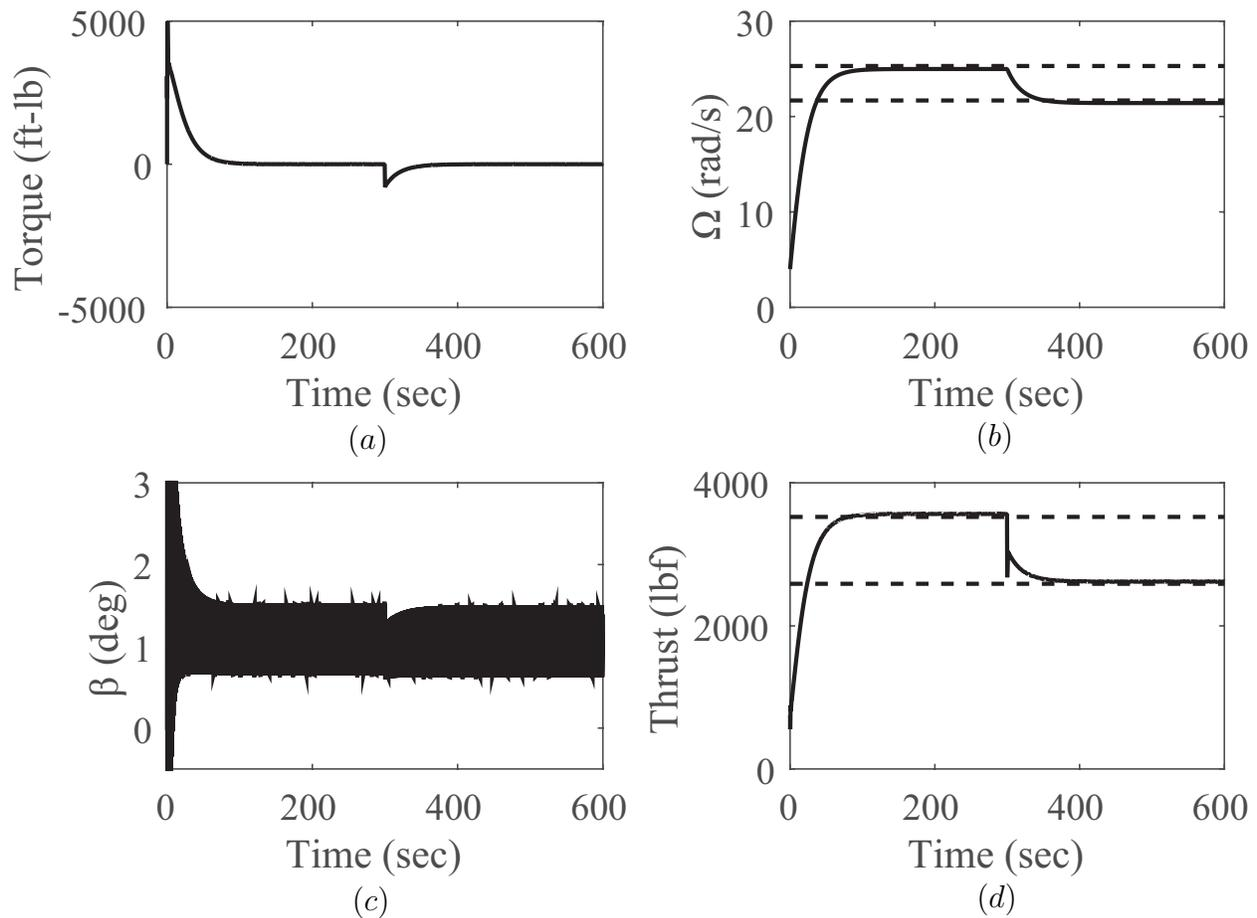 5000
0
-5000
Torque (ft-lb)
0 200 400 600
Time (sec)
(a)
30
20
10
0
Ω (rad/s)
0 200 400 600
Time (sec)
(b)
3
2
1
0
β (deg)
0 200 400 600
Time (sec)
(c)
4000
2000
0
Thrust (lbf)
0 200 400 600
Time (sec)
(d)